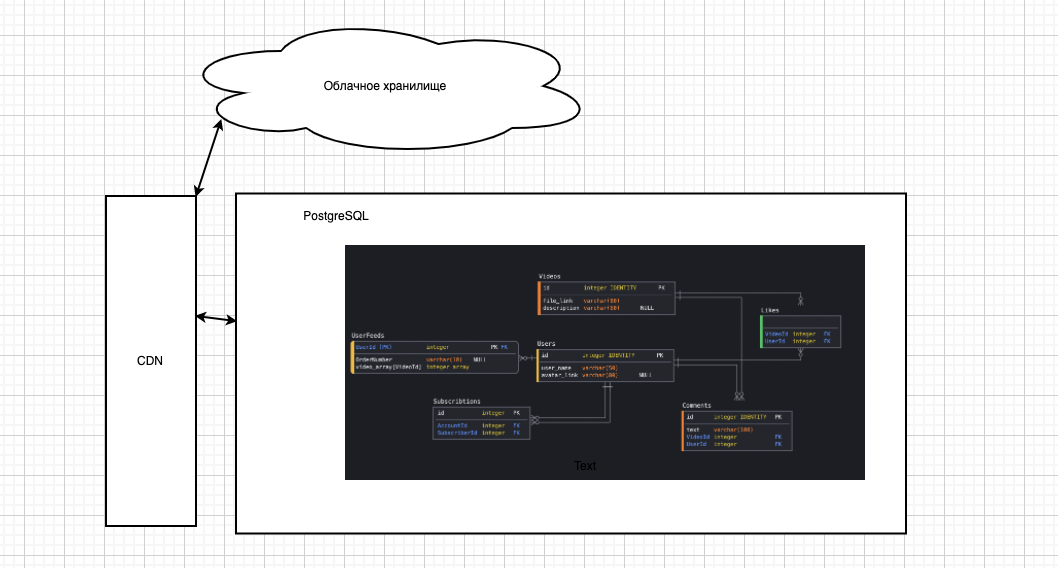 Облачное хранилище
CDN
PostgreSQL
Videos
id integer IDENTITY PK
file_link varchar(80)
description varchar(80) NULL
Likes
VideoId integer FK
UserId integer FK
UserFeeds
UserId [PK] integer PK FK
OrderNumber varchar(10) NULL
video_array[VideoId] integer array
Users
id integer IDENTITY PK
user_name varchar(50)
avatar_link varchar(80) NULL
Subscribtions
id integer PK
AccountId integer FK
SubscriberId integer FK
Comments
id integer IDENTITY PK
text
VideoId integer FK
UserId integer FK
Text